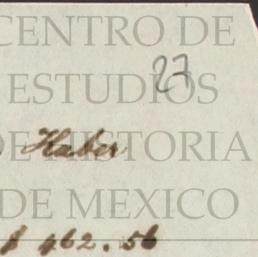 CENTRO DE
27
ESTUDIOS
Haber
DE HISTORIA
DE MEXICO
$ 462.56